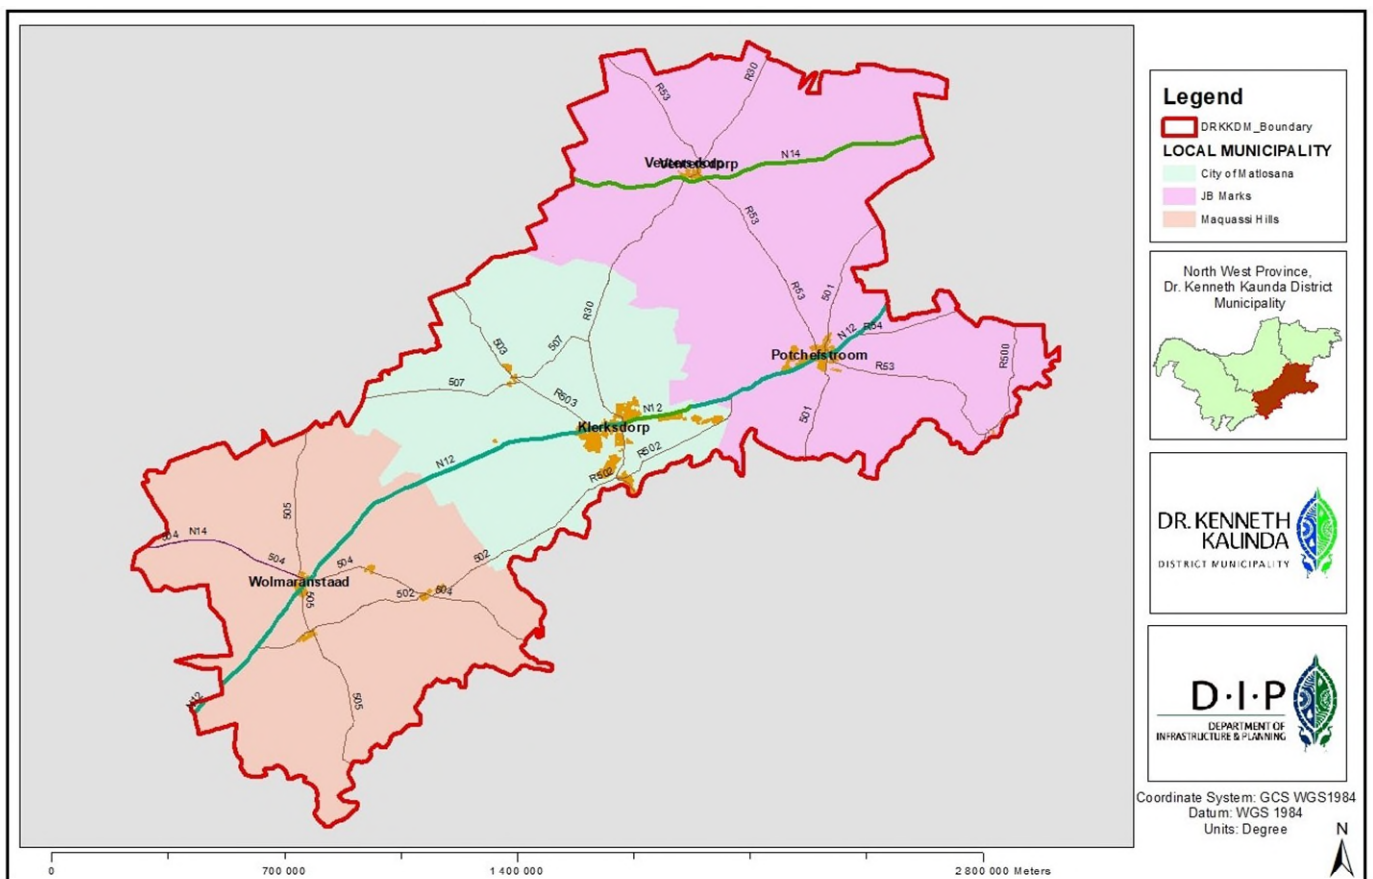 R53
R30
Ventersdorp
Ventersdorp
N14
R53
R53
501
N12
R54
Potchefstroom
R53
R500
501
R30
503
507
507
R503
N12
Klerksdorp
R502
R502
N12
505
504
N14
504
504
Wolmaranstaad
505
502
502
504
N12
505
Legend
DRKKDM_Boundary
LOCAL MUNICIPALITY
City of Matlosana
JB Marks
Maquassi Hills
North West Province,
Dr. Kenneth Kaunda District
Municipality
DR. KENNETH
KAUNDA
DISTRICT MUNICIPALITY
D·I·P
DEPARTMENT OF
INFRASTRUCTURE & PLANNING
Coordinate System: GCS WGS1984
Datum: WGS 1984
Units: Degree
N
0 700 000 1 400 000 2 800 000 Meters